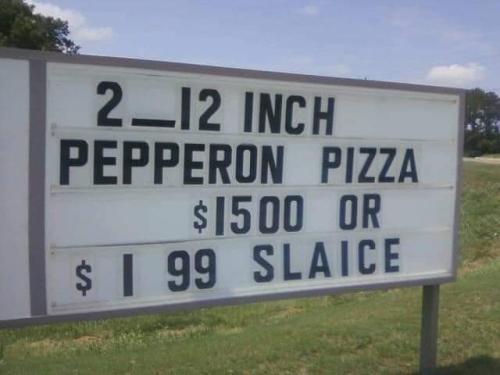 2_12 INCH
PEPPERON PIZZA
$1500 OR
$ 1 99 SLAICE